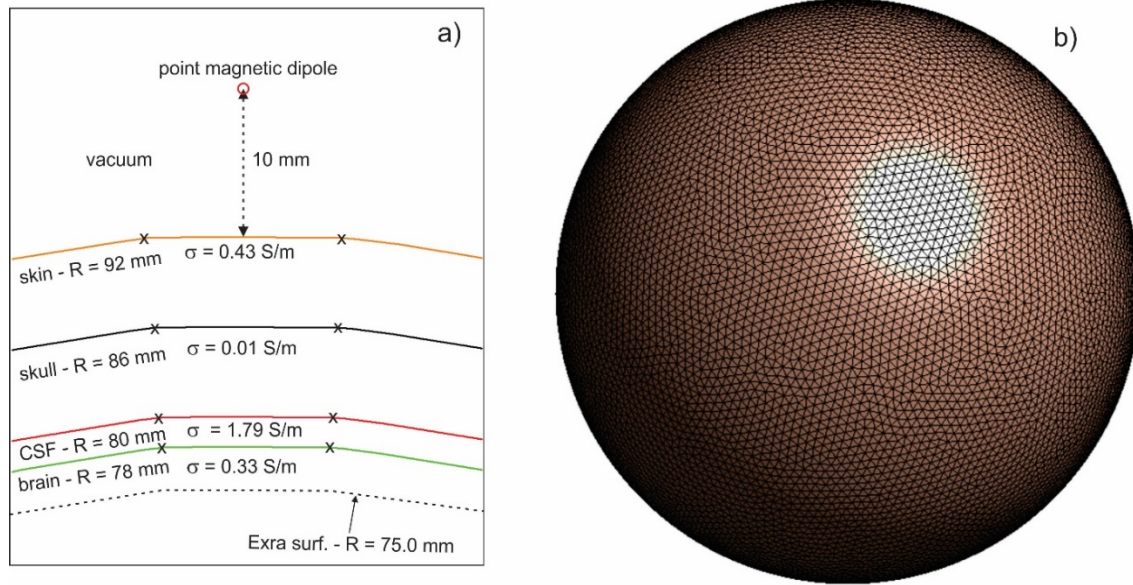 a)
point magnetic dipole
vacuum
10 mm
σ = 0.43 S/m
skin - R = 92 mm
x x
σ = 0.01 S/m
skull - R = 86 mm
x x
σ = 1.79 S/m
CSF - R = 80 mm
x x
σ = 0.33 S/m
brain - R = 78 mm
x x
Exra surf. - R = 75.0 mm
b)